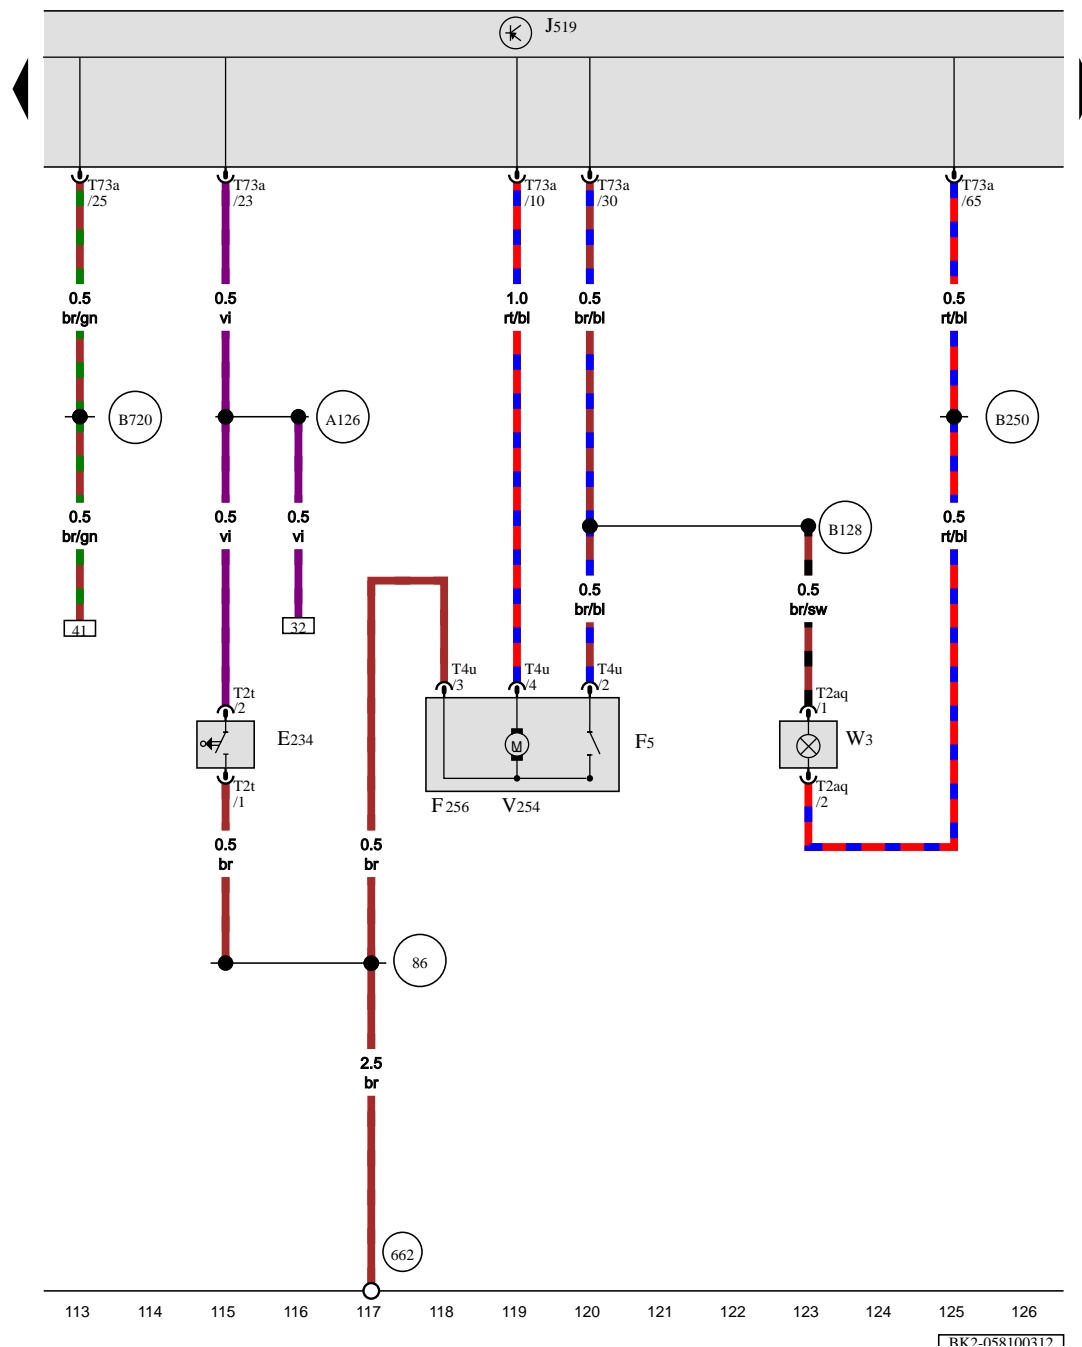 J519
T73a
/25
T73a
/23
T73a
/10
T73a
/30
T73a
/65
0.5
br/gn
0.5
vi
1.0
rt/bl
0.5
br/bl
0.5
rt/bl
B720
A126
B250
0.5
br/gn
0.5
vi
0.5
vi
0.5
rt/bl
B128
0.5
br/bl
0.5
br/sw
41
32
T4u
/3
T4u
/4
T4u
/2
T2t
/2
T2aq
/1
E234
M
F5
W3
T2t
/1
T2aq
/2
F256
V254
0.5
br
0.5
br
86
2.5
br
662
113 114 115 116 117 118 119 120 121 122 123 124 125 126
BK2-058100312